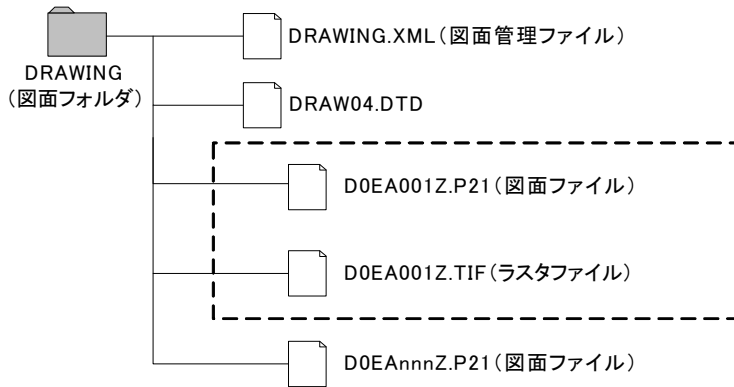 DRAWING
(図面フォルダ)
DRAWING.XML(図面管理ファイル)
DRAW04.DTD
D0EA001Z.P21(図面ファイル)
D0EA001Z.TIF(ラスタファイル)
D0EAnnnZ.P21(図面ファイル)